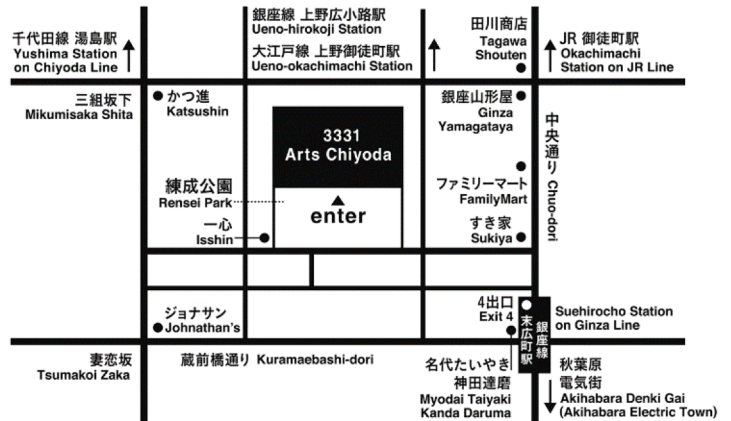 千代田線 湯島駅
Yushima Station
on Chiyoda Line
銀座線 上野広小路駅
Ueno-hirokoji Station
大江戸線 上野御徒町駅
Ueno-okachimachi Station
田川商店
Tagawa
Shouten
JR 御徒町駅
Okachimachi
Station on JR Line
三組坂下
Mikumisaka Shita
かつ進
Katsushin
3331
Arts Chiyoda
銀座山形屋
Ginza
Yamagataya
中央通り Chuo-dori
練成公園
Rensei Park
enter
ファミリーマート
FamilyMart
一心
Isshin
すき家
Sukiya
ジョナサン
Johnathan's
4出口
Exit 4
末広町駅
銀座線
Suehirocho Station
on Ginza Line
妻恋坂
Tsumakoi Zaka
蔵前橋通り Kuramaebashi-dori
名代たいやき
神田達磨
Myodai Taiyaki
Kanda Daruma
秋葉原
電気街
Akihabara Denki Gai
(Akihabara Electric Town)